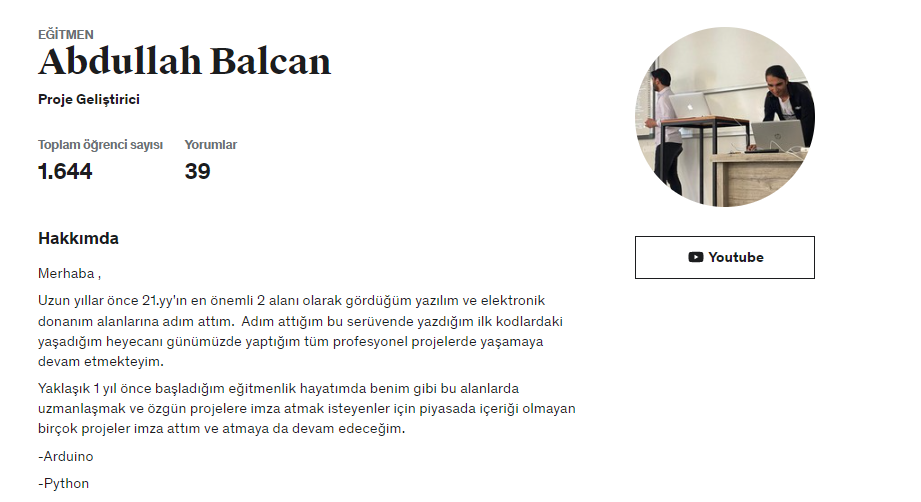 EĞİTMEN
Abdullah Balcan
Proje Geliştirici
Toplam öğrenci sayısı Yorumlar
1.644 39
Youtube
Hakkımda
Merhaba ,
Uzun yıllar önce 21.yy'ın en önemli 2 alanı olarak gördüğüm yazılım ve elektronik
donanım alanlarına adım attım. Adım attığım bu serüvende yazdığım ilk kodlardaki
yaşadığım heyecanı günümüzde yaptığım tüm profesyonel projelerde yaşamaya
devam etmekteyim.
Yaklaşık 1 yıl önce başladığım eğitmenlik hayatımda benim gibi bu alanlarda
uzmanlaşmak ve özgün projelere imza atmak isteyenler için piyasada içeriği olmayan
birçok projeler imza attım ve atmaya da devam edeceğim.
-Arduino
-Python